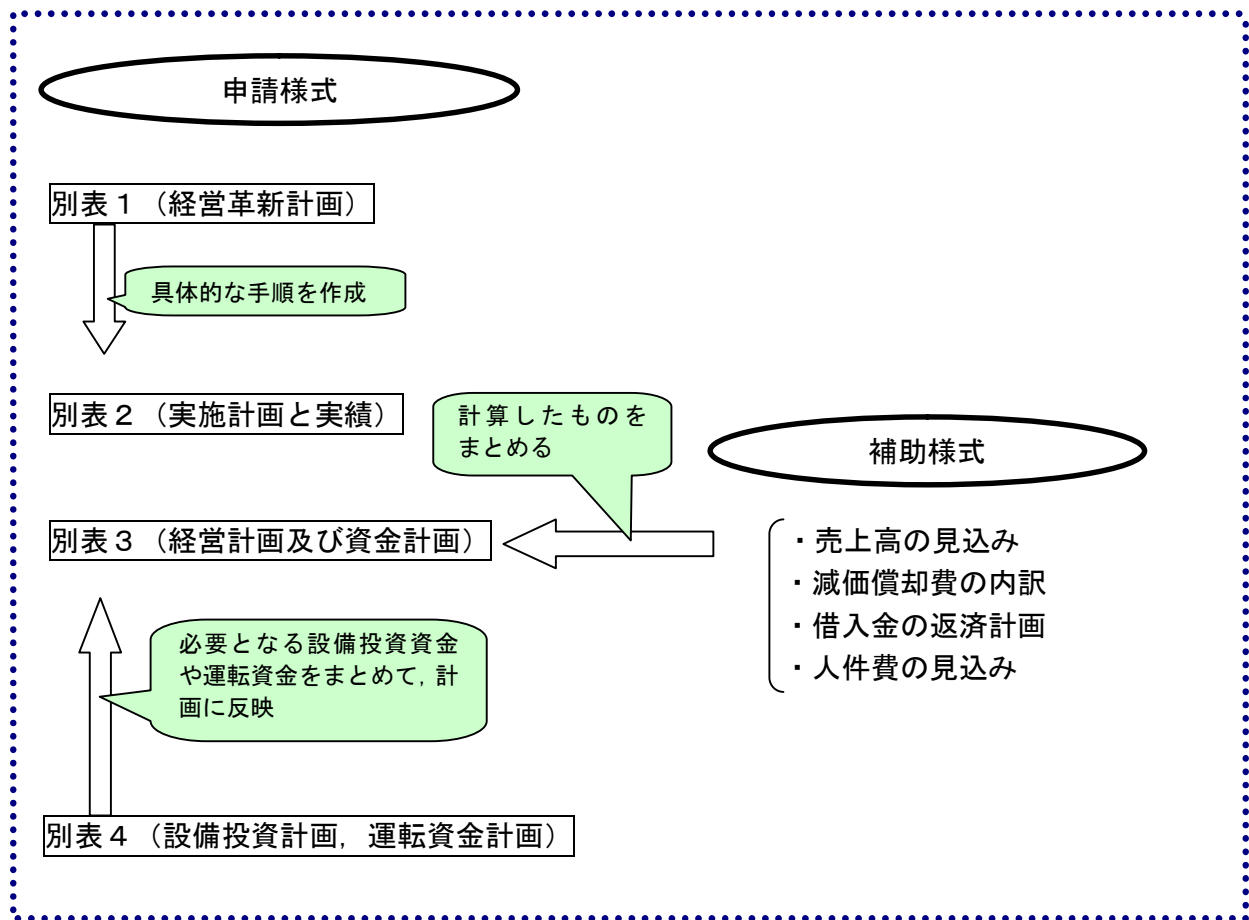 申請様式
別表１（経営革新計画）
具体的な手順を作成
別表２（実施計画と実績）
計算したものを
まとめる
補助様式
別表３（経営計画及び資金計画）
・売上高の見込み
・減価償却費の内訳
・借入金の返済計画
・人件費の見込み
必要となる設備投資資金
や運転資金をまとめて，計
画に反映
別表４（設備投資計画，運転資金計画）